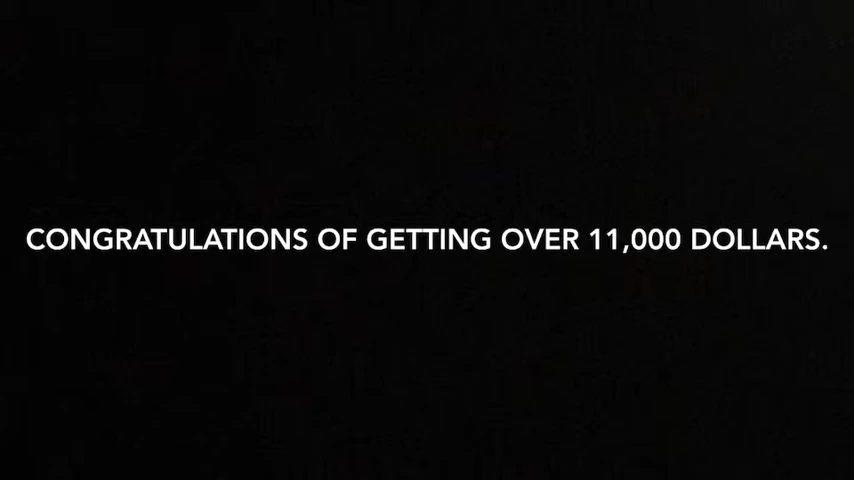 CONGRATULATIONS OF GETTING OVER 11,000 DOLLARS.